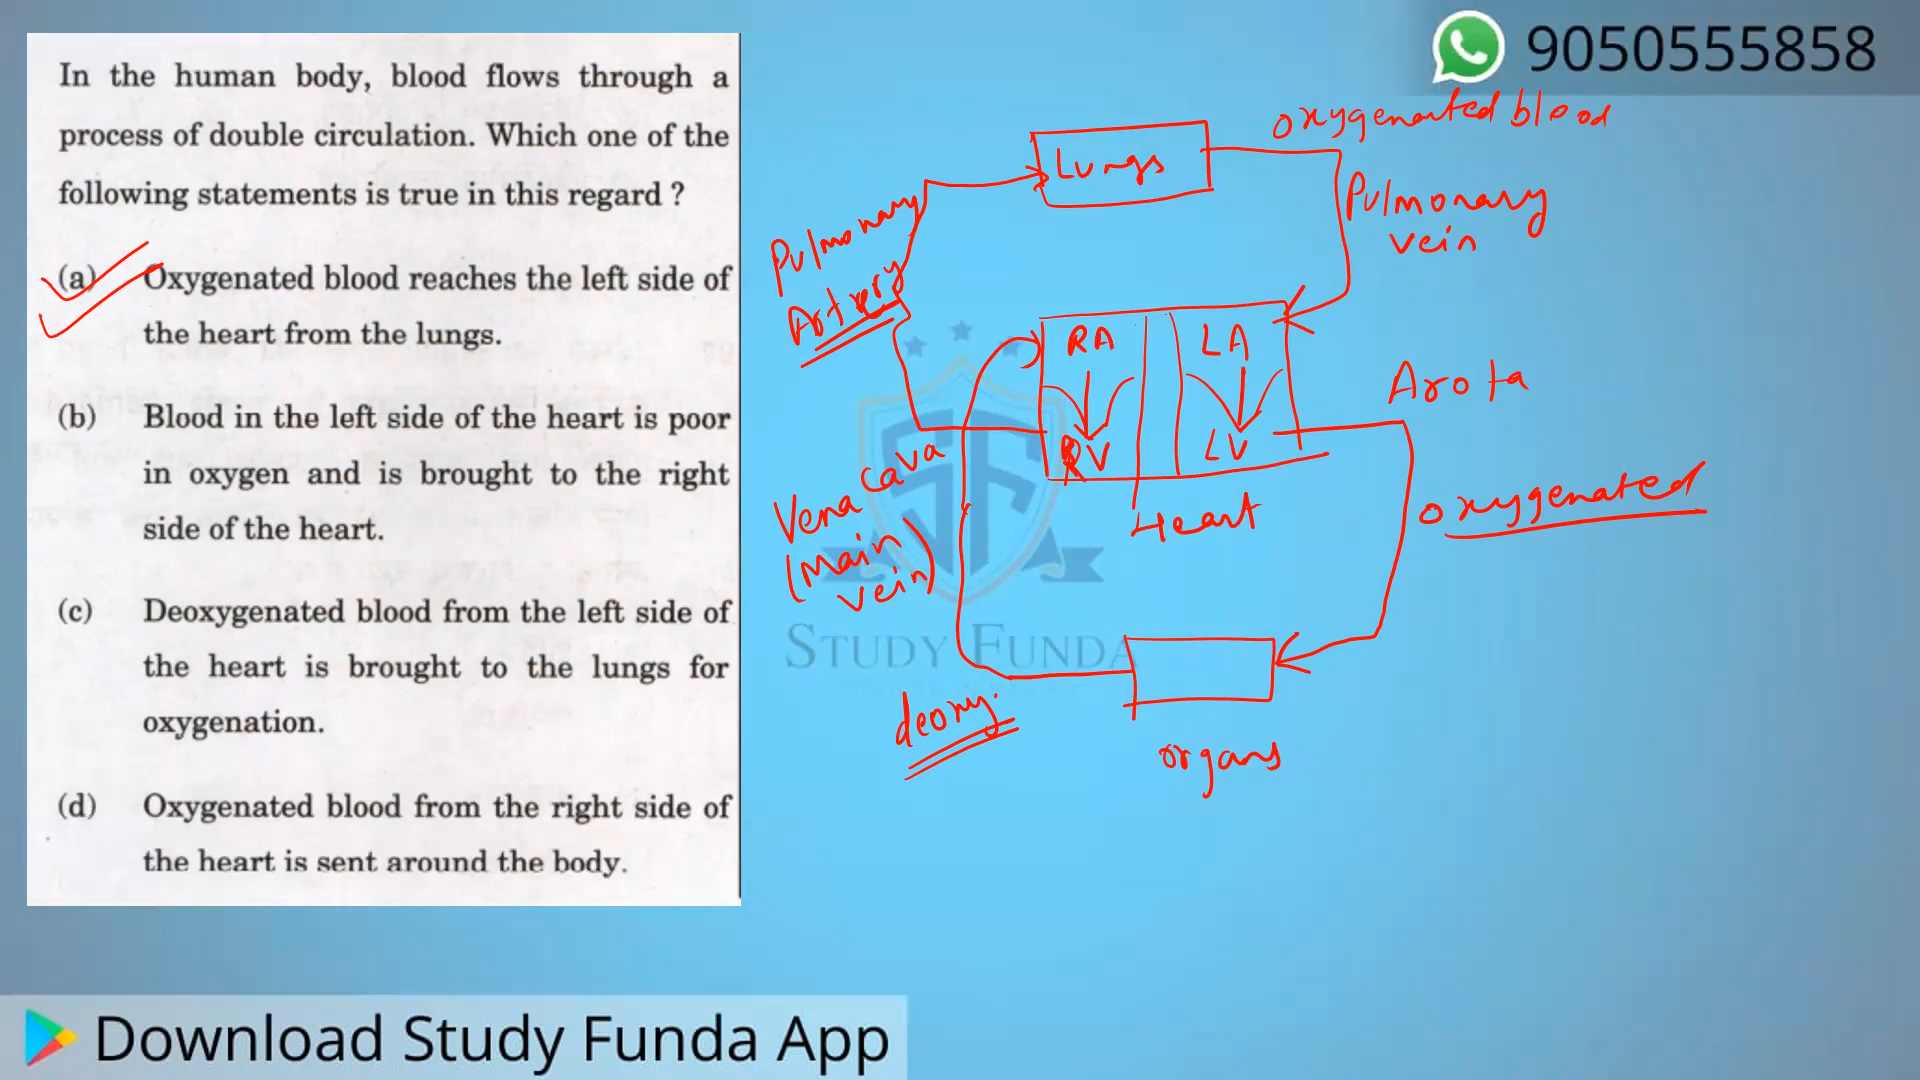 9050555858
In the human body, blood flows through a
process of double circulation. Which one of the
following statements is true in this regard ?
(a) Oxygenated blood reaches the left side of
the heart from the lungs.
(b) Blood in the left side of the heart is poor
in oxygen and is brought to the right
side of the heart.
(c) Deoxygenated blood from the left side of
the heart is brought to the lungs for
oxygenation.
(d) Oxygenated blood from the right side of
the heart is sent around the body.
oxygenated blood
Lungs
Pulmonary
vein
Pulmonary
Artery
RA
LA
RV
LV
Arota
Heart
Vena cava
(main
vein)
oxygenated
SF
STUDY FUNDA
deoxy.
organs
Download Study Funda App